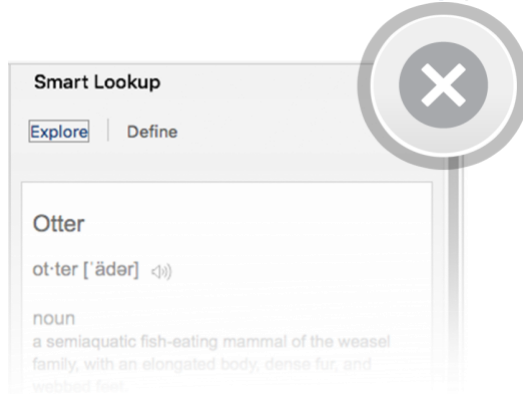 Smart Lookup
Explore
Define
Otter
ot·ter [ˈädər]
noun
a semiaquatic fish-eating mammal of the weasel
family, with an elongated body, dense fur, and
webbed feet.